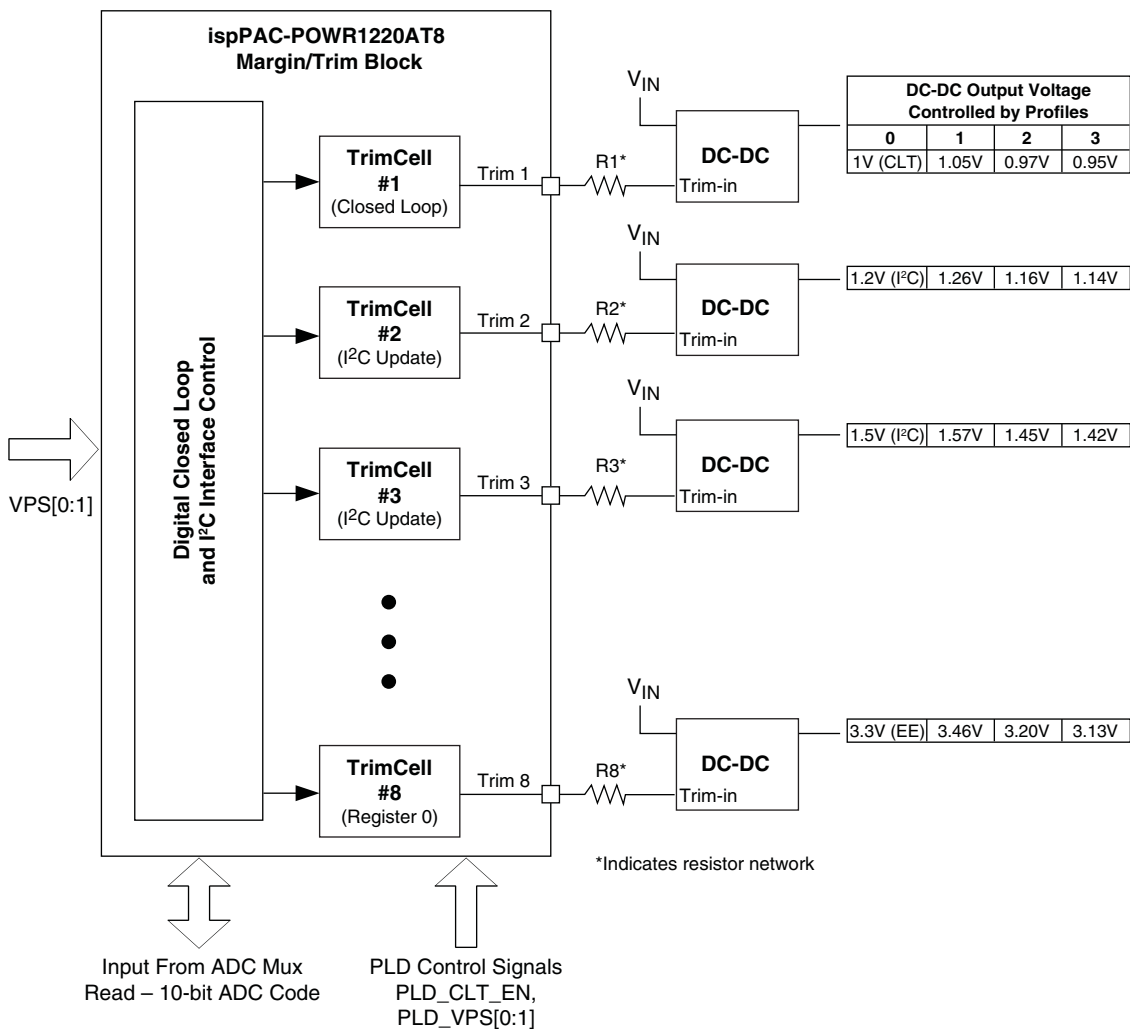 ispPAC-POWR1220AT8
Margin/Trim Block
Digital Closed Loop
and I²C Interface Control
VPS[0:1]
TrimCell
#1
(Closed Loop)
Trim 1
R1*
VIN
DC-DC
Trim-in
DC-DC Output Voltage
Controlled by Profiles
0 1 2 3
1V (CLT) 1.05V 0.97V 0.95V
TrimCell
#2
(I²C Update)
Trim 2
R2*
VIN
DC-DC
Trim-in
1.2V (I²C) 1.26V 1.16V 1.14V
TrimCell
#3
(I²C Update)
Trim 3
R3*
VIN
DC-DC
Trim-in
1.5V (I²C) 1.57V 1.45V 1.42V
TrimCell
#8
(Register 0)
Trim 8
R8*
VIN
DC-DC
Trim-in
3.3V (EE) 3.46V 3.20V 3.13V
*Indicates resistor network
Input From ADC Mux
Read – 10-bit ADC Code
PLD Control Signals
PLD_CLT_EN,
PLD_VPS[0:1]